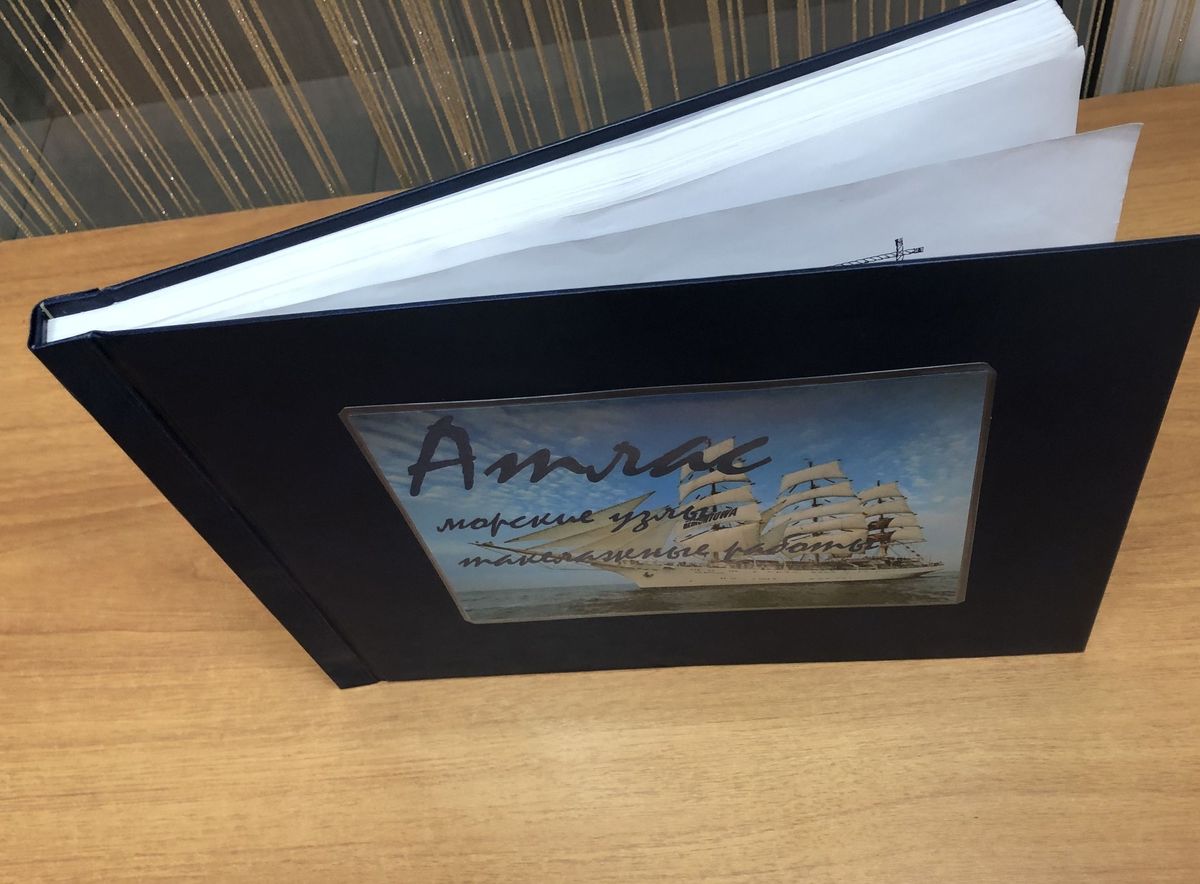 Атлас
морские узлы
такелажные работы